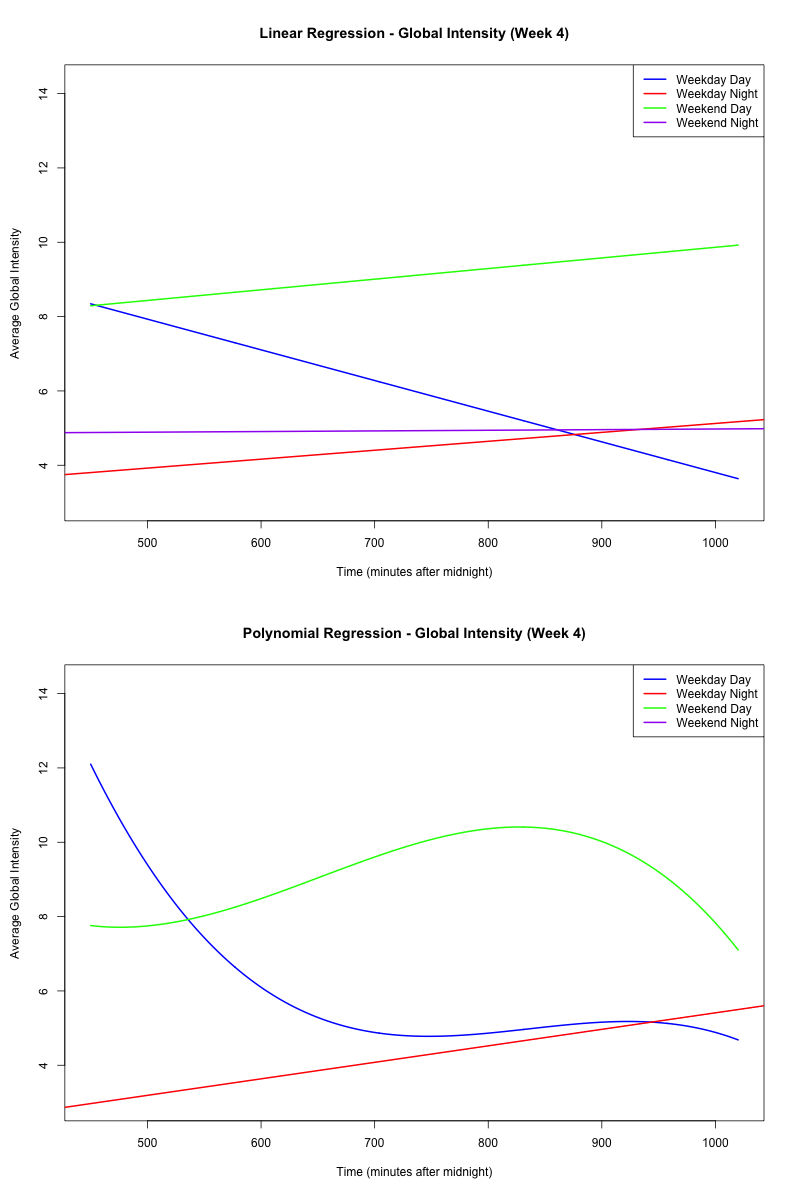 Linear Regression - Global Intensity (Week 4)
Weekday Day
Weekday Night
Weekend Day
Weekend Night
14
12
10
8
6
4
Average Global Intensity
500 600 700 800 900 1000
Time (minutes after midnight)
Polynomial Regression - Global Intensity (Week 4)
Weekday Day
Weekday Night
Weekend Day
Weekend Night
14
12
10
8
6
4
Average Global Intensity
500 600 700 800 900 1000
Time (minutes after midnight)